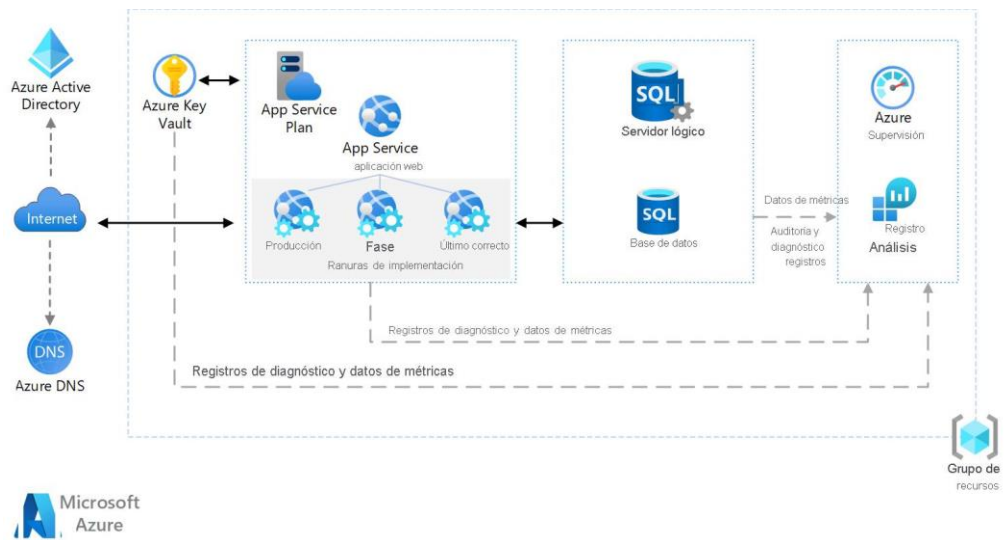 Azure Active
Directory
Internet
DNS
Azure DNS
Azure Key
Vault
App Service
Plan
App Service
aplicación web
Producción
Fase
Último correcto
Ranuras de implementación
SQL
Servidor lógico
SQL
Base de datos
Datos de métricas
Auditoría y
diagnóstico
registros
Azure
Supervisión
Registro
Análisis
Registros de diagnóstico y datos de métricas
Registros de diagnóstico y datos de métricas
Grupo de
recursos
Microsoft
Azure